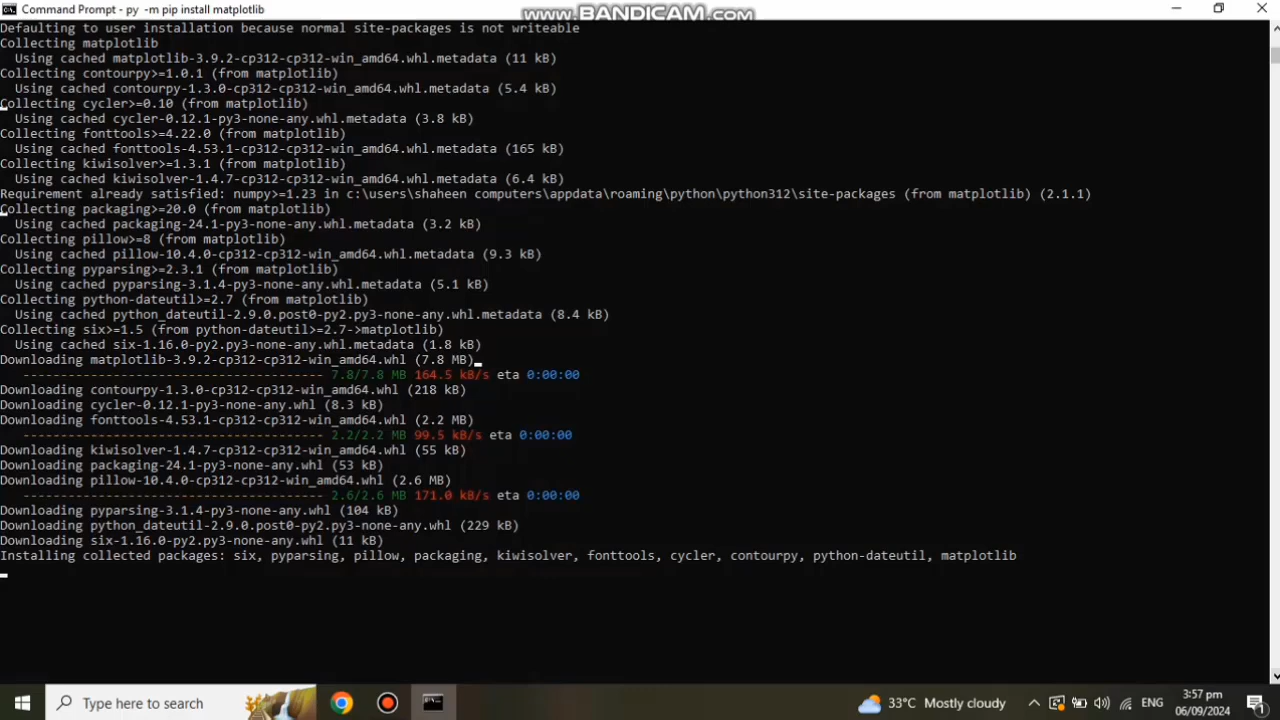 Command Prompt - py -m pip install matplotlib
www.BANDICAM.com
Defaulting to user installation because normal site-packages is not writeable
Collecting matplotlib
Using cached matplotlib-3.9.2-cp312-cp312-win_amd64.whl.metadata (11 kB)
Collecting contourpy>=1.0.1 (from matplotlib)
Using cached contourpy-1.3.0-cp312-cp312-win_amd64.whl.metadata (5.4 kB)
Collecting cycler>=0.10 (from matplotlib)
Using cached cycler-0.12.1-py3-none-any.whl.metadata (3.8 kB)
Collecting fonttools>=4.22.0 (from matplotlib)
Using cached fonttools-4.53.1-cp312-cp312-win_amd64.whl.metadata (165 kB)
Collecting kiwisolver>=1.3.1 (from matplotlib)
Using cached kiwisolver-1.4.7-cp312-cp312-win_amd64.whl.metadata (6.4 kB)
Requirement already satisfied: numpy>=1.23 in c:\users\shaheen computers\appdata\roaming\python\python312\site-packages (from matplotlib) (2.1.1)
Collecting packaging>=20.0 (from matplotlib)
Using cached packaging-24.1-py3-none-any.whl.metadata (3.2 kB)
Collecting pillow>=8 (from matplotlib)
Using cached pillow-10.4.0-cp312-cp312-win_amd64.whl.metadata (9.3 kB)
Collecting pyparsing>=2.3.1 (from matplotlib)
Using cached pyparsing-3.1.4-py3-none-any.whl.metadata (5.1 kB)
Collecting python-dateutil>=2.7 (from matplotlib)
Using cached python_dateutil-2.9.0.post0-py2.py3-none-any.whl.metadata (8.4 kB)
Collecting six>=1.5 (from python-dateutil>=2.7->matplotlib)
Using cached six-1.16.0-py2.py3-none-any.whl.metadata (1.8 kB)
Downloading matplotlib-3.9.2-cp312-cp312-win_amd64.whl (7.8 MB)
---------------------------------------- 7.8/7.8 MB 164.5 kB/s eta 0:00:00
Downloading contourpy-1.3.0-cp312-cp312-win_amd64.whl (218 kB)
Downloading cycler-0.12.1-py3-none-any.whl (8.3 kB)
Downloading fonttools-4.53.1-cp312-cp312-win_amd64.whl (2.2 MB)
---------------------------------------- 2.2/2.2 MB 99.5 kB/s eta 0:00:00
Downloading kiwisolver-1.4.7-cp312-cp312-win_amd64.whl (55 kB)
Downloading packaging-24.1-py3-none-any.whl (53 kB)
Downloading pillow-10.4.0-cp312-cp312-win_amd64.whl (2.6 MB)
---------------------------------------- 2.6/2.6 MB 171.0 kB/s eta 0:00:00
Downloading pyparsing-3.1.4-py3-none-any.whl (104 kB)
Downloading python_dateutil-2.9.0.post0-py2.py3-none-any.whl (229 kB)
Downloading six-1.16.0-py2.py3-none-any.whl (11 kB)
Installing collected packages: six, pyparsing, pillow, packaging, kiwisolver, fonttools, cycler, contourpy, python-dateutil, matplotlib
Type here to search
33°C Mostly cloudy
ENG
3:57 pm
06/09/2024
1